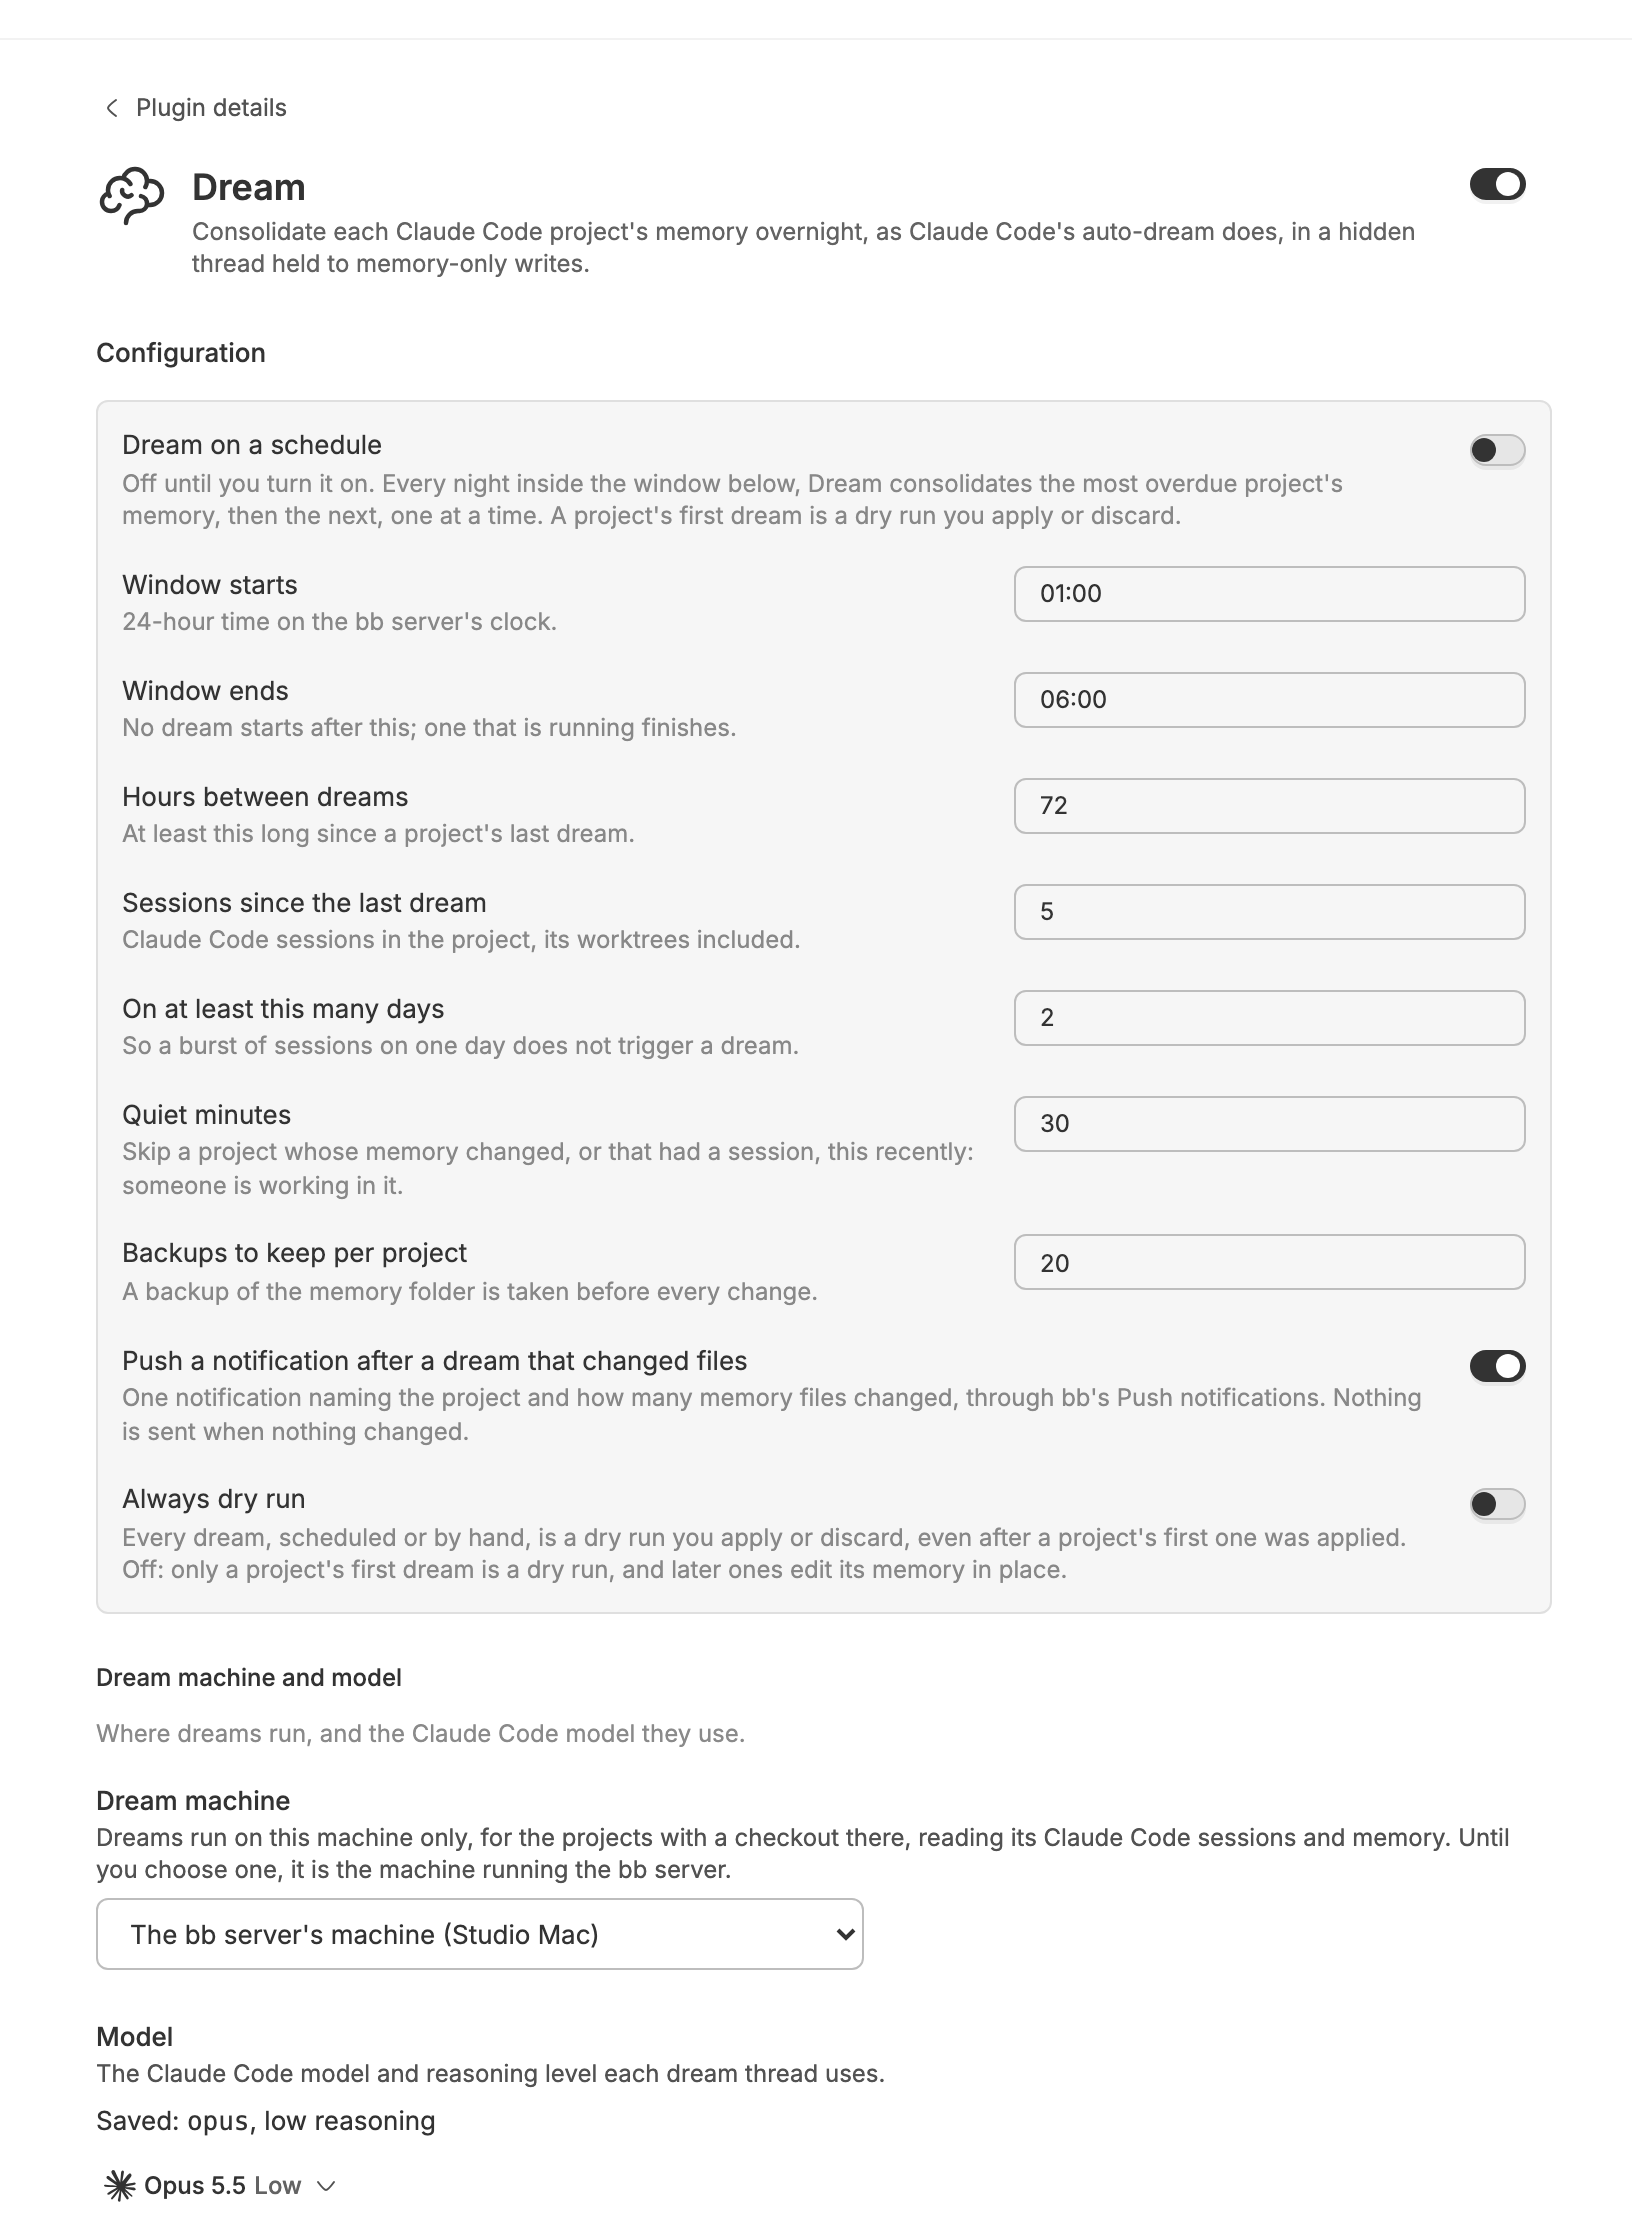 Plugin details
Dream
Consolidate each Claude Code project's memory overnight, as Claude Code's auto-dream does, in a hidden
thread held to memory-only writes.
Configuration
Dream on a schedule
Off until you turn it on. Every night inside the window below, Dream consolidates the most overdue project's
memory, then the next, one at a time. A project's first dream is a dry run you apply or discard.
Window starts
01:00
24-hour time on the bb server's clock.
Window ends
06:00
No dream starts after this; one that is running finishes.
Hours between dreams
72
At least this long since a project's last dream.
Sessions since the last dream
5
Claude Code sessions in the project, its worktrees included.
On at least this many days
2
So a burst of sessions on one day does not trigger a dream.
Quiet minutes
30
Skip a project whose memory changed, or that had a session, this recently:
someone is working in it.
Backups to keep per project
20
A backup of the memory folder is taken before every change.
Push a notification after a dream that changed files
One notification naming the project and how many memory files changed, through bb's Push notifications. Nothing
is sent when nothing changed.
Always dry run
Every dream, scheduled or by hand, is a dry run you apply or discard, even after a project's first one was applied.
Off: only a project's first dream is a dry run, and later ones edit its memory in place.
Dream machine and model
Where dreams run, and the Claude Code model they use.
Dream machine
Dreams run on this machine only, for the projects with a checkout there, reading its Claude Code sessions and memory. Until
you choose one, it is the machine running the bb server.
The bb server's machine (Studio Mac)
Model
The Claude Code model and reasoning level each dream thread uses.
Saved: opus, low reasoning
Opus 5.5 Low